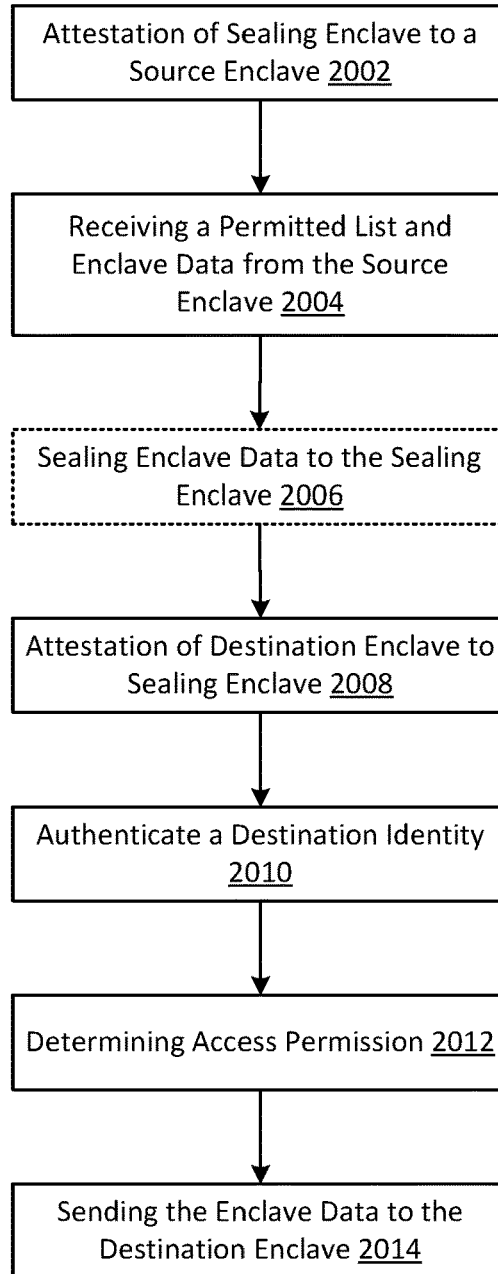 Attestation of Sealing Enclave to a
Source Enclave 2002
Receiving a Permitted List and
Enclave Data from the Source
Enclave 2004
Sealing Enclave Data to the Sealing
Enclave 2006
Attestation of Destination Enclave to
Sealing Enclave 2008
Authenticate a Destination Identity
2010
Determining Access Permission 2012
Sending the Enclave Data to the
Destination Enclave 2014